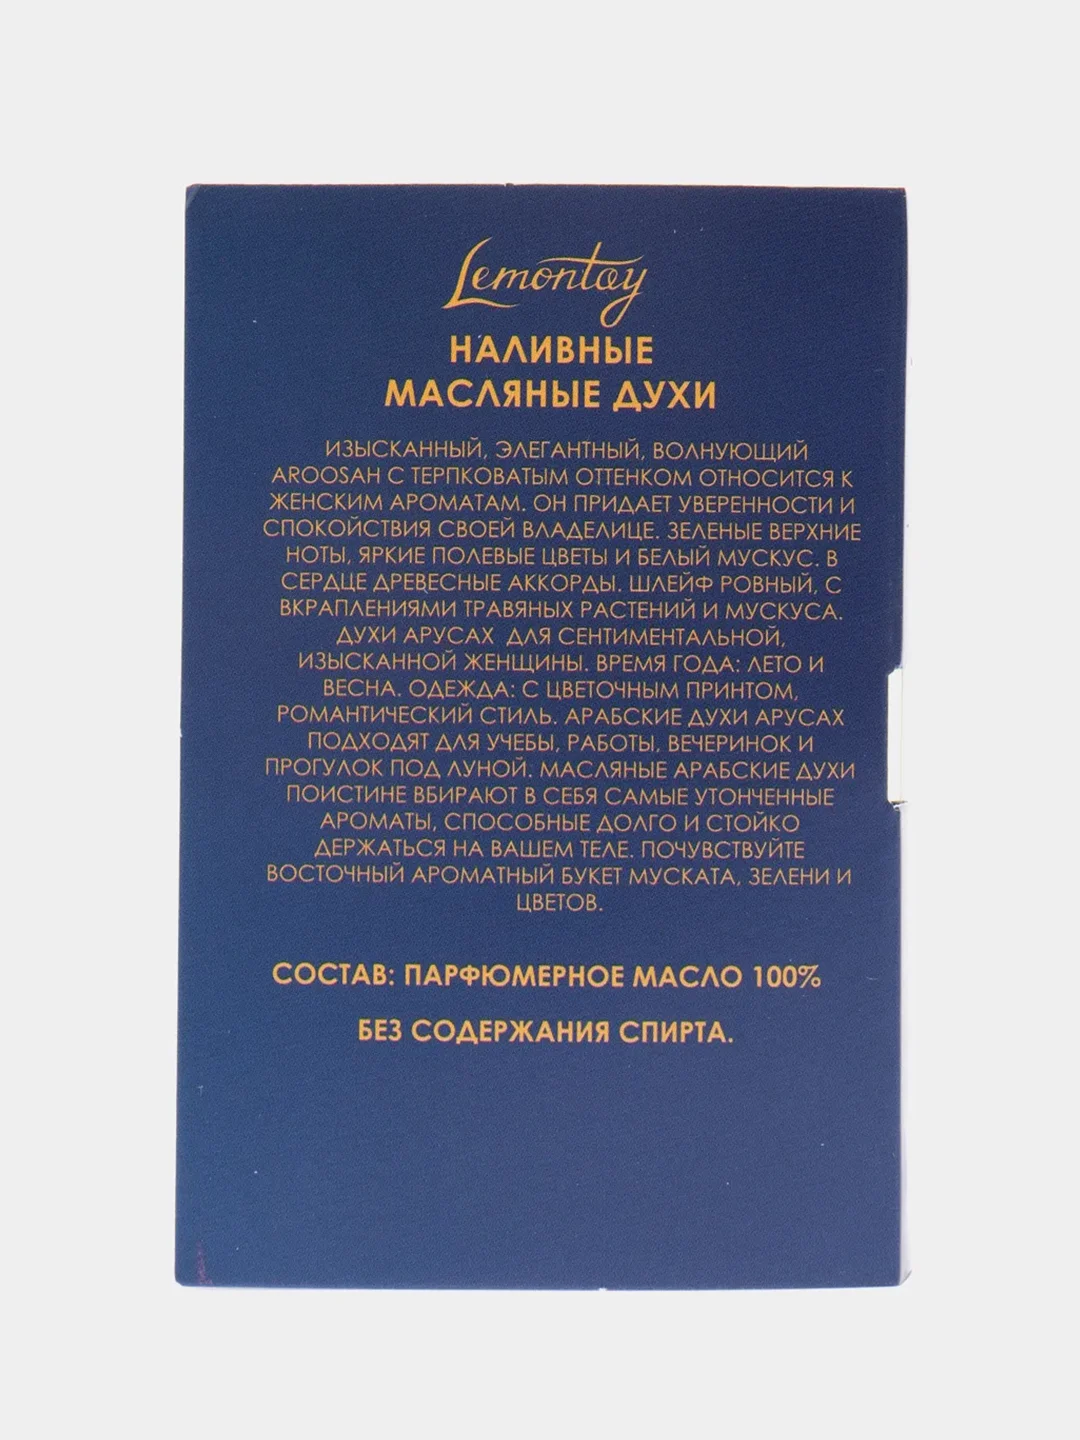 Lemontay
НАЛИВНЫЕ
МАСЛЯНЫЕ ДУХИ
ИЗЫСКАННЫЙ, ЭЛЕГАНТНЫЙ, ВОЛНУЮЩИЙ
AROOSAH С ТЕРПКОВАТЫМ ОТТЕНКОМ ОТНОСИТСЯ К
ЖЕНСКИМ АРОМАТАМ. ОН ПРИДАЕТ УВЕРЕННОСТИ И
СПОКОЙСТВИЯ СВОЕЙ ВЛАДЕЛИЦЕ. ЗЕЛЕНЫЕ ВЕРХНИЕ
НОТЫ, ЯРКИЕ ПОЛЕВЫЕ ЦВЕТЫ И БЕЛЫЙ МУСКУС. В
СЕРДЦЕ ДРЕВЕСНЫЕ АККОРДЫ. ШЛЕЙФ РОВНЫЙ, С
ВКРАПЛЕНИЯМИ ТРАВЯНЫХ РАСТЕНИЙ И МУСКУСА.
ДУХИ АРУСАХ ДЛЯ СЕНТИМЕНТАЛЬНОЙ,
ИЗЫСКАННОЙ ЖЕНЩИНЫ. ВРЕМЯ ГОДА: ЛЕТО И
ВЕСНА. ОДЕЖДА: С ЦВЕТОЧНЫМ ПРИНТОМ,
РОМАНТИЧЕСКИЙ СТИЛЬ. АРАБСКИЕ ДУХИ АРУСАХ
ПОДХОДЯТ ДЛЯ УЧЕБЫ, РАБОТЫ, ВЕЧЕРИНОК И
ПРОГУЛОК ПОД ЛУНОЙ. МАСЛЯНЫЕ АРАБСКИЕ ДУХИ
ПОИСТИНЕ ВБИРАЮТ В СЕБЯ САМЫЕ УТОНЧЕННЫЕ
АРОМАТЫ, СПОСОБНЫЕ ДОЛГО И СТОЙКО
ДЕРЖАТЬСЯ НА ВАШЕМ ТЕЛЕ. ПОЧУВСТВУЙТЕ
ВОСТОЧНЫЙ АРОМАТНЫЙ БУКЕТ МУСКАТА, ЗЕЛЕНИ И
ЦВЕТОВ.
СОСТАВ: ПАРФЮМЕРНОЕ МАСЛО 100%
БЕЗ СОДЕРЖАНИЯ СПИРТА.